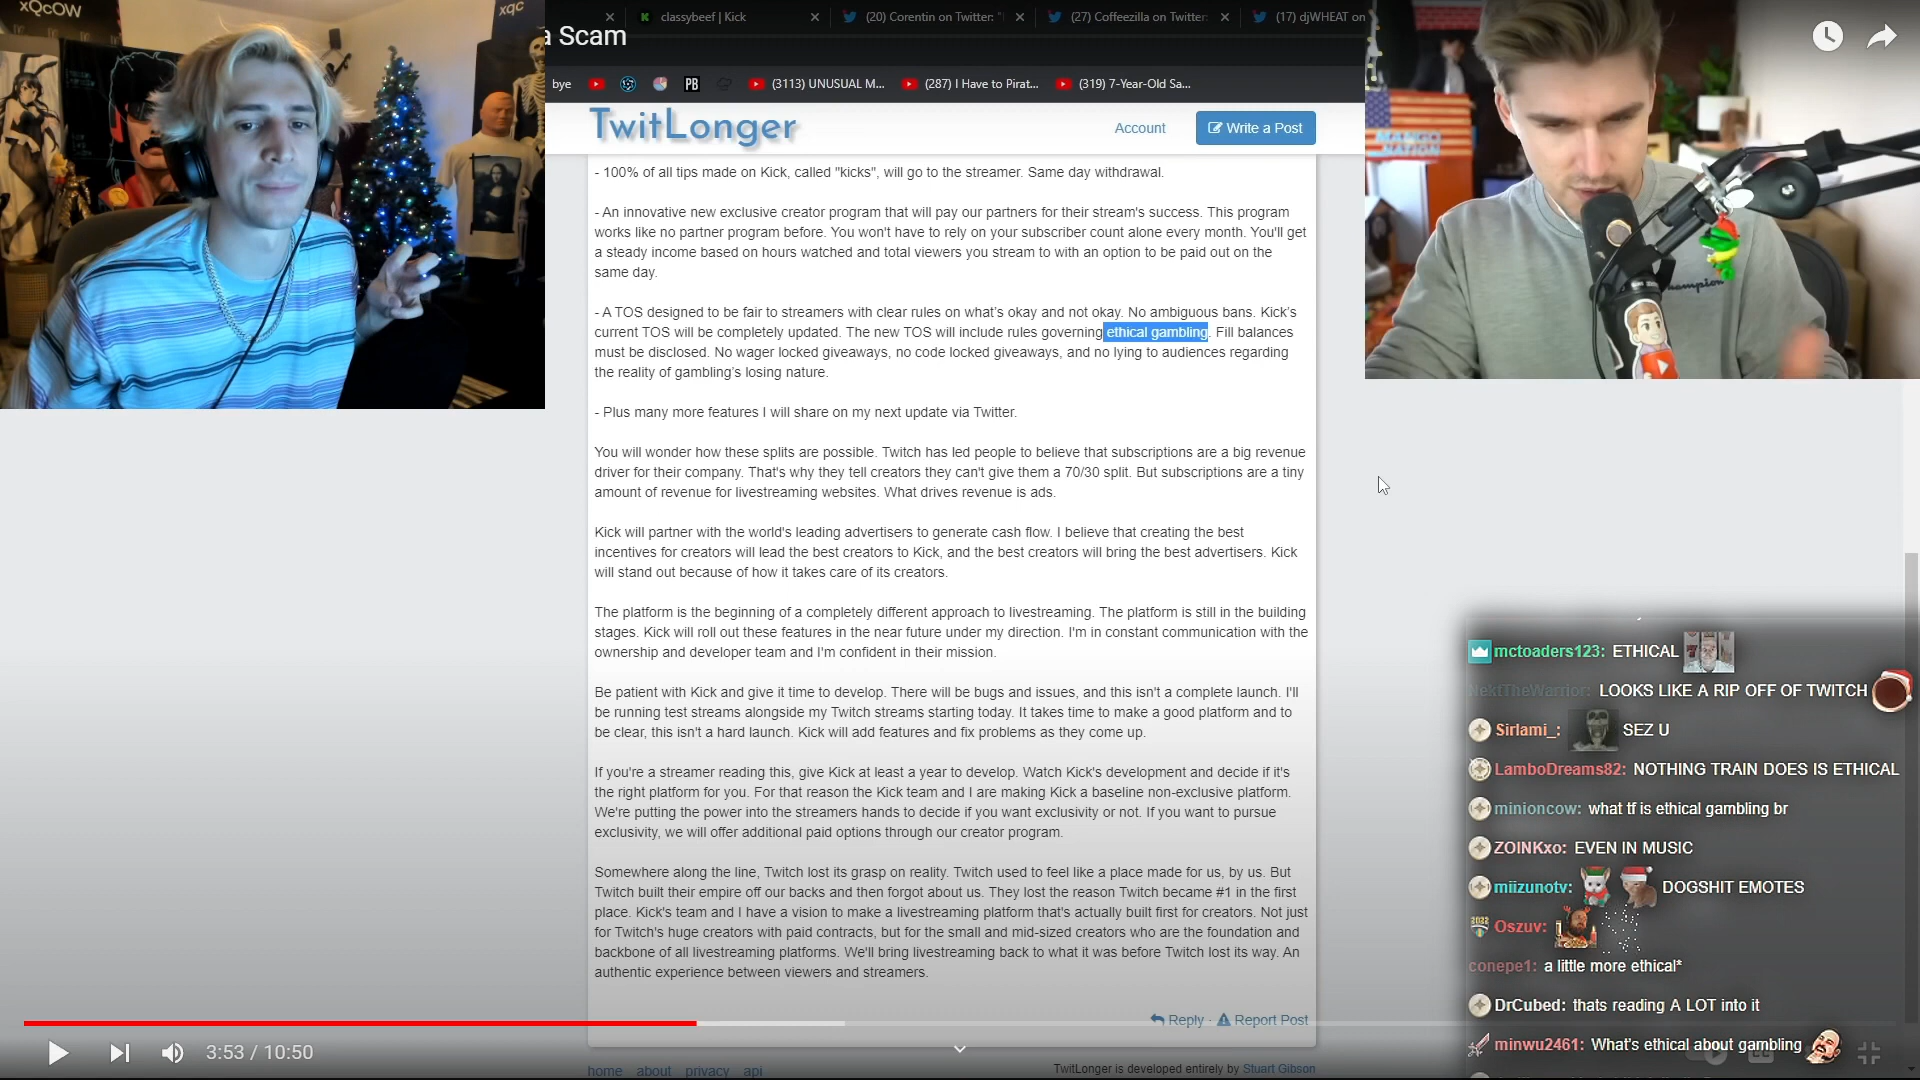 xQcOW
xqc
classybeef | Kick
(20) Corentin on Twitter: "
(27) Coffeezilla on Twitter:
(17) djWHEAT on
a Scam
bye
PB
(3113) UNUSUAL M...
(287) I Have to Pirat...
(319) 7-Year-Old Sa...
TwitLonger
Account
Write a Post
MANGO
NATION
Champion
- 100% of all tips made on Kick, called "kicks", will go to the streamer. Same day withdrawal.
- An innovative new exclusive creator program that will pay our partners for their stream's success. This program
works like no partner program before. You won't have to rely on your subscriber count alone every month. You'll get
a steady income based on hours watched and total viewers you stream to with an option to be paid out on the
same day.
- A TOS designed to be fair to streamers with clear rules on what's okay and not okay. No ambiguous bans. Kick's
current TOS will be completely updated. The new TOS will include rules governing ethical gambling. Fill balances
must be disclosed. No wager locked giveaways, no code locked giveaways, and no lying to audiences regarding
the reality of gambling's losing nature.
- Plus many more features I will share on my next update via Twitter.
You will wonder how these splits are possible. Twitch has led people to believe that subscriptions are a big revenue
driver for their company. That's why they tell creators they can't give them a 70/30 split. But subscriptions are a tiny
amount of revenue for livestreaming websites. What drives revenue is ads.
Kick will partner with the world's leading advertisers to generate cash flow. I believe that creating the best
incentives for creators will lead the best creators to Kick, and the best creators will bring the best advertisers. Kick
will stand out because of how it takes care of its creators.
The platform is the beginning of a completely different approach to livestreaming. The platform is still in the building
stages. Kick will roll out these features in the near future under my direction. I'm in constant communication with the
ownership and developer team and I'm confident in their mission.
Be patient with Kick and give it time to develop. There will be bugs and issues, and this isn't a complete launch. I'll
be running test streams alongside my Twitch streams starting today. It takes time to make a good platform and to
be clear, this isn't a hard launch. Kick will add features and fix problems as they come up.
If you're a streamer reading this, give Kick at least a year to develop. Watch Kick's development and decide if it's
the right platform for you. For that reason the Kick team and I are making Kick a baseline non-exclusive platform.
We're putting the power into the streamers hands to decide if you want exclusivity or not. If you want to pursue
exclusivity, we will offer additional paid options through our creator program.
Somewhere along the line, Twitch lost its grasp on reality. Twitch used to feel like a place made for us, by us. But
Twitch built their empire off our backs and then forgot about us. They lost the reason Twitch became #1 in the first
place. Kick's team and I have a vision to make a livestreaming platform that's actually built first for creators. Not just
for Twitch's huge creators with paid contracts, but for the small and mid-sized creators who are the foundation and
backbone of all livestreaming platforms. We'll bring livestreaming back to what it was before Twitch lost its way. An
authentic experience between viewers and streamers.
Reply · Report Post
home about privacy api
TwitLonger is developed entirely by Stuart Gibson
mctoaders123: ETHICAL
NektTheWarrior: LOOKS LIKE A RIP OFF OF TWITCH
Sirlami_: SEZ U
LamboDreams82: NOTHING TRAIN DOES IS ETHICAL
minioncow: what tf is ethical gambling br
ZOINKxo: EVEN IN MUSIC
miizunotv: DOGSHIT EMOTES
2022
Oszuv:
conepe1: a little more ethical*
DrCubed: thats reading A LOT into it
minwu2461: What's ethical about gambling
3:53 / 10:50